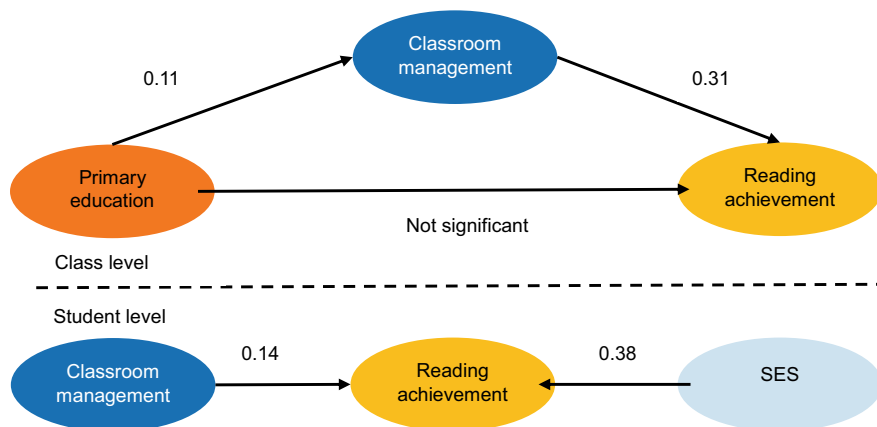 Classroom
management
0.11
0.31
Primary
education
Reading
achievement
Not significant
Class level
Student level
0.14
0.38
Classroom
management
Reading
achievement
SES